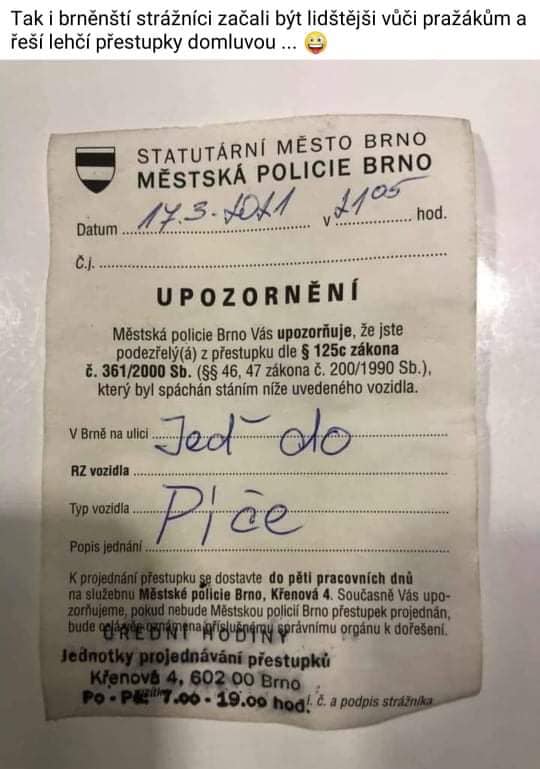 Tak i brněnští strážníci začali být lidštější vůči pražákům a
řeší lehčí přestupky domluvou ... 😀
STATUTÁRNÍ MĚSTO BRNO
MĚSTSKÁ POLICIE BRNO
Datum 17.3.2021 v 2105 hod.
Č.j.
UPOZORNĚNÍ
Městská policie Brno Vás upozorňuje, že jste
podezřelý(á) z přestupku dle § 125c zákona
č. 361/2000 Sb. (§§ 46, 47 zákona č. 200/1990 Sb.),
který byl spáchán stáním níže uvedeného vozidla.
V Brně na ulici Jeď do
RZ vozidla
Typ vozidla Píče
Popis jednání
K projednání přestupku se dostavte do pěti pracovních dnů
na služebnu Městské policie Brno, Křenová 4. Současně Vás upo-
zorňujeme, pokud nebude Městskou policií Brno přestupek projednán,
bude příslušnému správnímu orgánu k dořešení.
ÚŘEDNÍ HODINY
Jednotky projednávání přestupků
Křenová 4, 602 00 Brno
Po - Pá: 7.00 - 19.00 hod.
č. a podpis strážníka